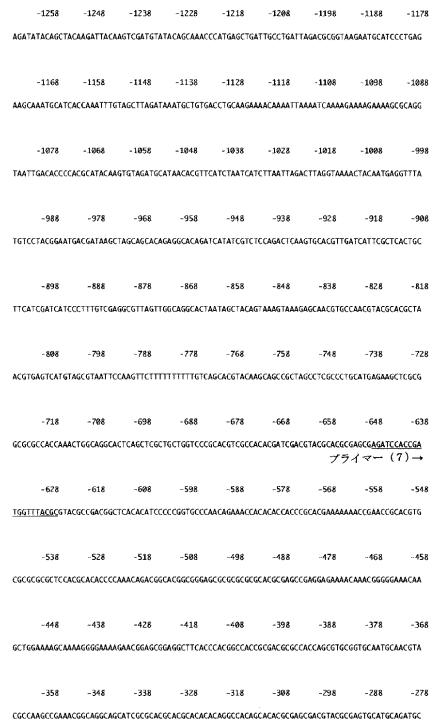 -1258 -1248 -1238 -1228 -1218 -1208 -1198 -1188 -1178
AGATATACAGCTACAAGATTACAAGTCGATGTATACAGCAAACCCATGAGCTGATTGCCTGATTAGACGCGGTAAGAATGCATCCCTGAG
-1168 -1158 -1148 -1138 -1128 -1118 -1108 -1098 -1088
AAGCAAATGCATCACCAAATTTGTAGCTTAGATAAATGCTGTGACCTGCAAGAAAACAAAATTAAAATCAAAAGAAAAGAAAAGCGCAGG
-1078 -1068 -1058 -1048 -1038 -1028 -1018 -1008 -998
TAATTGACACCCCACGCATACAAGTGTAGATGCATAACACGTTCATCTAATCATCTTAATTAGACTTAGGTAAAACTACAATGAGGTTTA
-988 -978 -968 -958 -948 -938 -928 -918 -908
TGTCCTACGGAATGACGATAAGCTAGCAGCACAGAGGCACAGATCATATCGTCTCCAGACTCAAGTGCACGTTGATCATTCGCTCACTGC
-898 -888 -878 -868 -858 -848 -838 -828 -818
TTCATCGATCATCCCTTTGTCGAGGCGTTAGTTGGCAGGCACTAATAGCTACAGTAAAGTAAAGAGCAACGTGCCAACGTACGCACGCTA
-808 -798 -788 -778 -768 -758 -748 -738 -728
ACGTGAGTCATGTAGCGTAATTCCAAGTTCTTTTTTTTTTGTCAGCACGTACAAGCAGCCGCTAGCCTCGCCCTGCATGAGAAGCTCGCG
-718 -708 -698 -688 -678 -668 -658 -648 -638
GCGCGCCACCAAACTGGCAGGCACTCAGCTCGCTGCTGGTCCCGCACGTCGCCACACGATCGACGTACGCACGCGAGCGAGATCCACCGA
プライマー (7)→
-628 -618 -608 -598 -588 -578 -568 -558 -548
TGGTTTACGCGTACGCCGACGGCTCACACATCCCCCGGTGCCCAACAGAAACCACACACCACCCGCACGAAAAAAACCGAACCGCACGTG
-538 -528 -518 -508 -498 -488 -478 -468 -458
CGCGCGCGCTCCACGCACACCCCAAACAGACGGCACGGCGGGAGCGCGCGCGCGCACGCGAGCCGAGGAGAAAACAAACGGGGGAAACAA
-448 -438 -428 -418 -408 -398 -388 -378 -368
GCTGGAAAAGCAAAAGGGGAAAAGAACGGAGCGGAGGCTTCACCCACGGCCACCGCGACGCGCCACCAGCGTGCGGTGCAATGCAACGTA
-358 -348 -338 -328 -318 -308 -298 -288 -278
CGCCAAGCCGAAACGGCAGGCAGCATCGCGCACGCACGCACACACAGGCCACAGCACACGCGAGCGACGTACGCGAGTGCATGCAGATGC